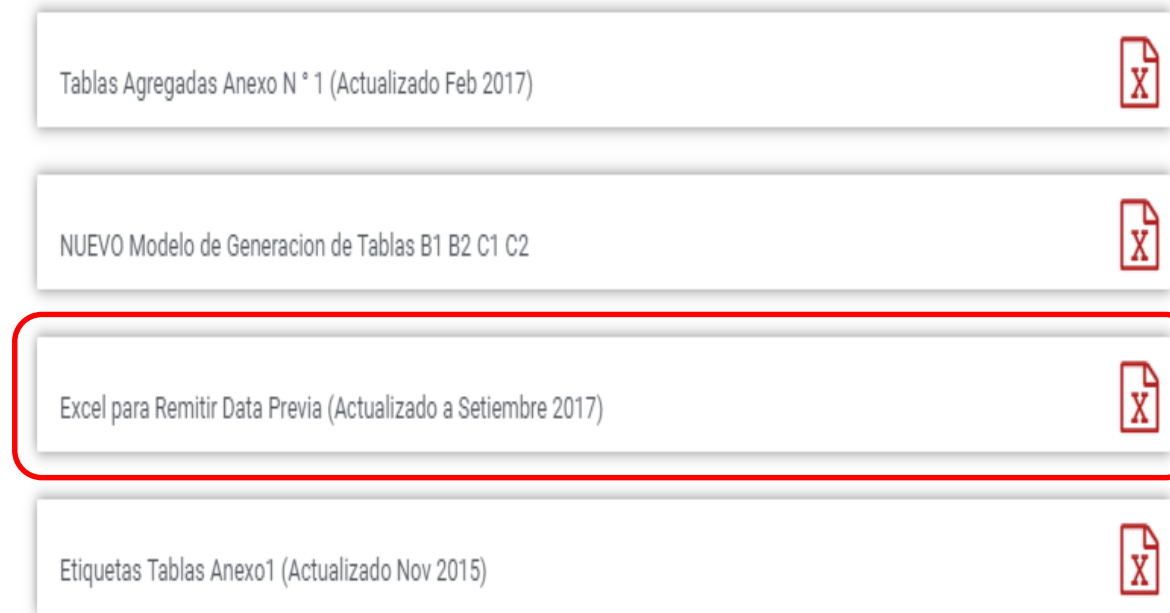 Tablas Agregadas Anexo N ° 1 (Actualizado Feb 2017)
NUEVO Modelo de Generacion de Tablas B1 B2 C1 C2
Excel para Remitir Data Previa (Actualizado a Setiembre 2017)
Etiquetas Tablas Anexo1 (Actualizado Nov 2015)